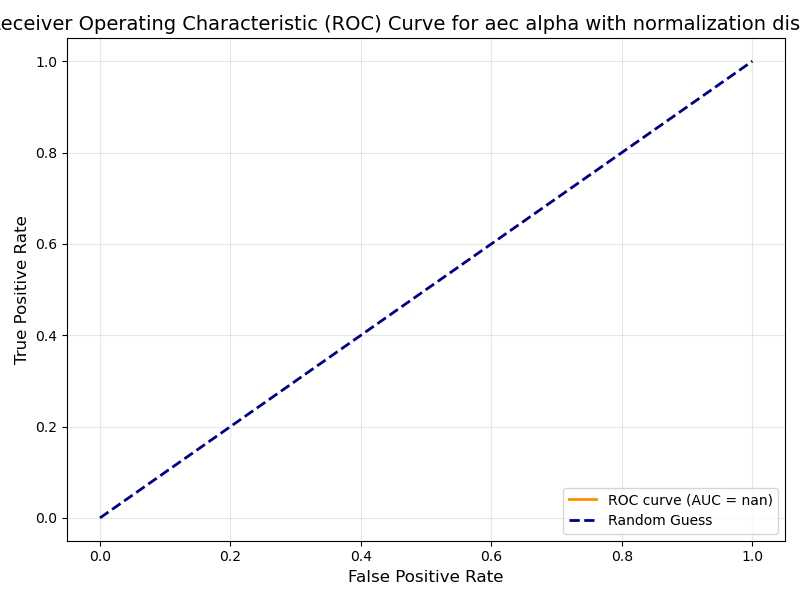 eceiver Operating Characteristic (ROC) Curve for aec alpha with normalization dis
1.0
0.8
0.6
0.4
0.2
0.0
True Positive Rate
0.0 0.2 0.4 0.6 0.8 1.0
False Positive Rate
ROC curve (AUC = nan)
Random Guess